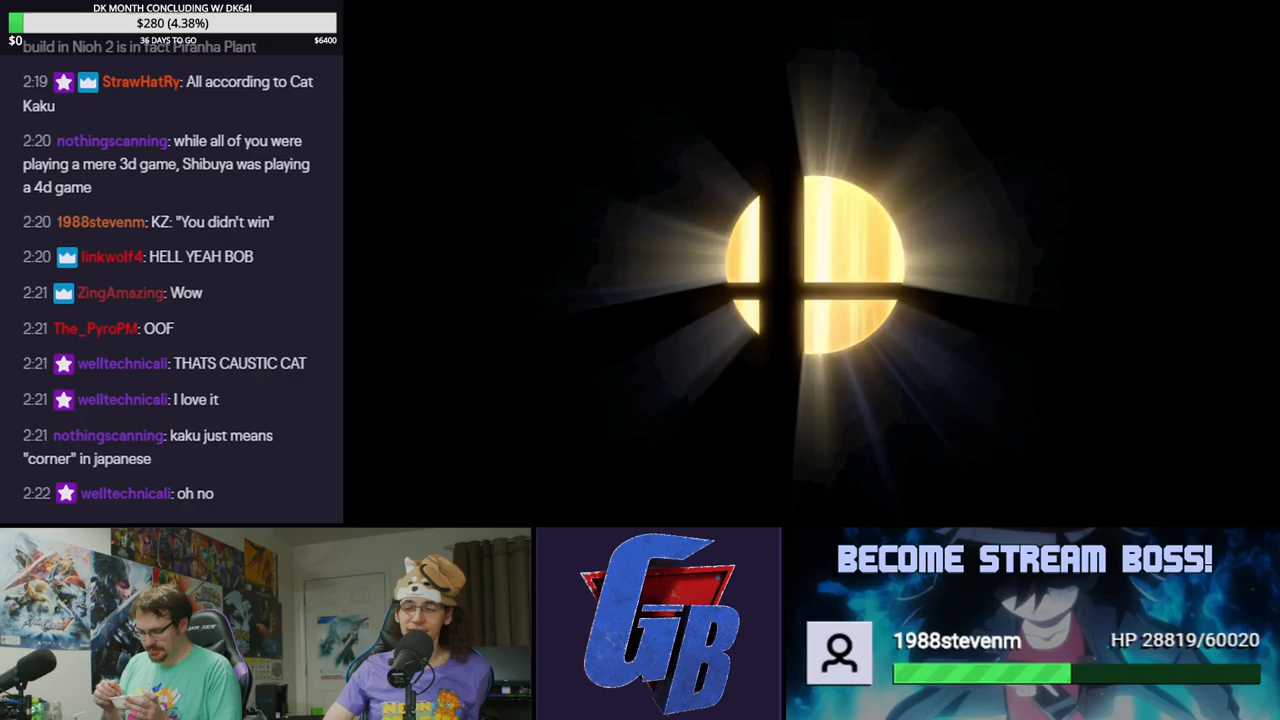 DK MONTH CONCLUDING W/ DK64!
$280 (4.38%)
$0 36 DAYS TO GO $6400
build in Nioh 2 is in fact Piranha Plant
2:19 StrawHatRy: All according to Cat
Kaku
2:20 nothingscanning: while all of you were
playing a mere 3d game, Shibuya was playing
a 4d game
2:20 1988stevenm: KZ: "You didn't win"
2:20 linkwolf4: HELL YEAH BOB
2:21 ZingAmazing: Wow
2:21 The_PyroPM: OOF
2:21 welltechnicali: THATS CAUSTIC CAT
2:21 welltechnicali: I love it
2:21 nothingscanning: kaku just means
"corner" in japanese
2:22 welltechnicali: oh no
GGB
BECOME STREAM BOSS!
1988stevenm HP 28819/60020